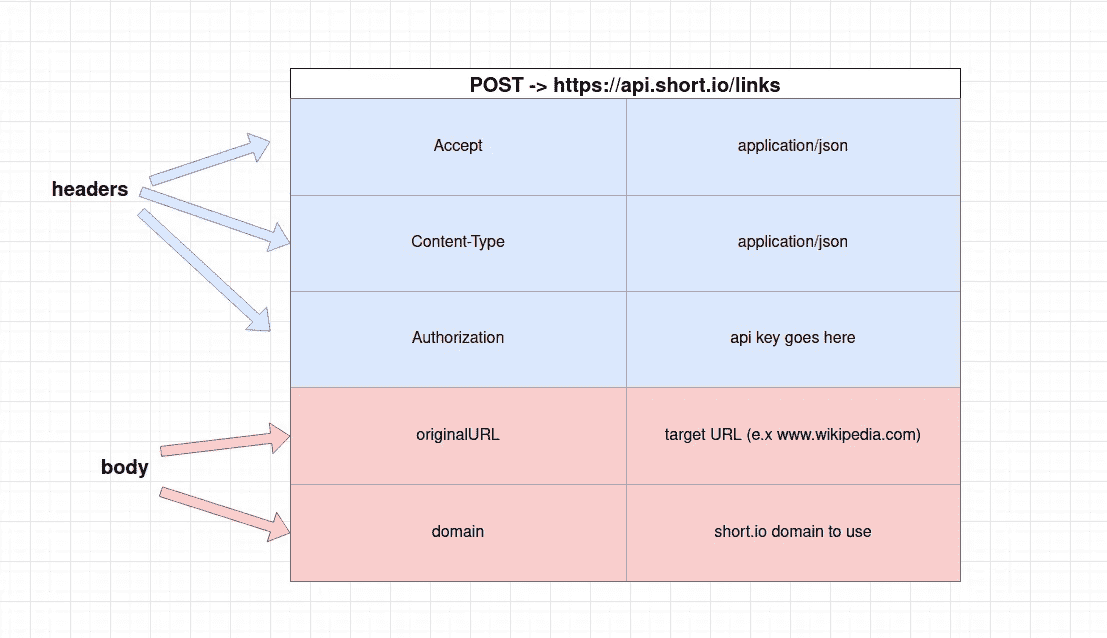 POST -> https://api.short.io/links
Accept
application/json
headers
Content-Type
application/json
Authorization
api key goes here
originalURL
target URL (e.x www.wikipedia.com)
body
domain
short.io domain to use